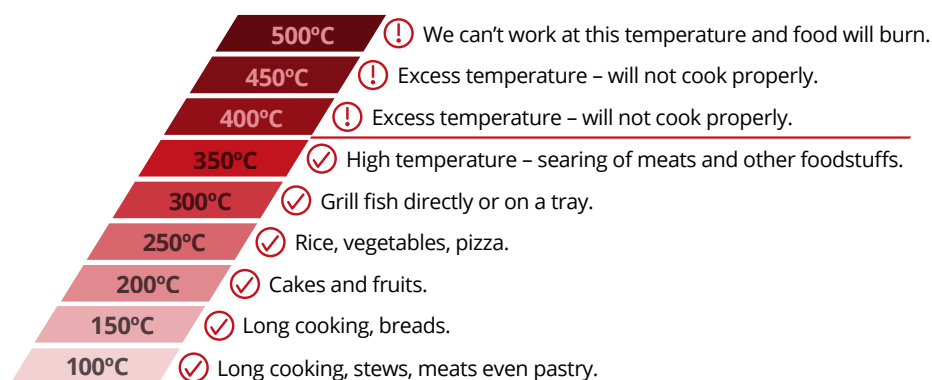 500ºC We can’t work at this temperature and food will burn.
450ºC Excess temperature – will not cook properly.
400ºC Excess temperature – will not cook properly.
350ºC High temperature – searing of meats and other foodstuffs.
300ºC Grill fish directly or on a tray.
250ºC Rice, vegetables, pizza.
200ºC Cakes and fruits.
150ºC Long cooking, breads.
100ºC Long cooking, stews, meats even pastry.